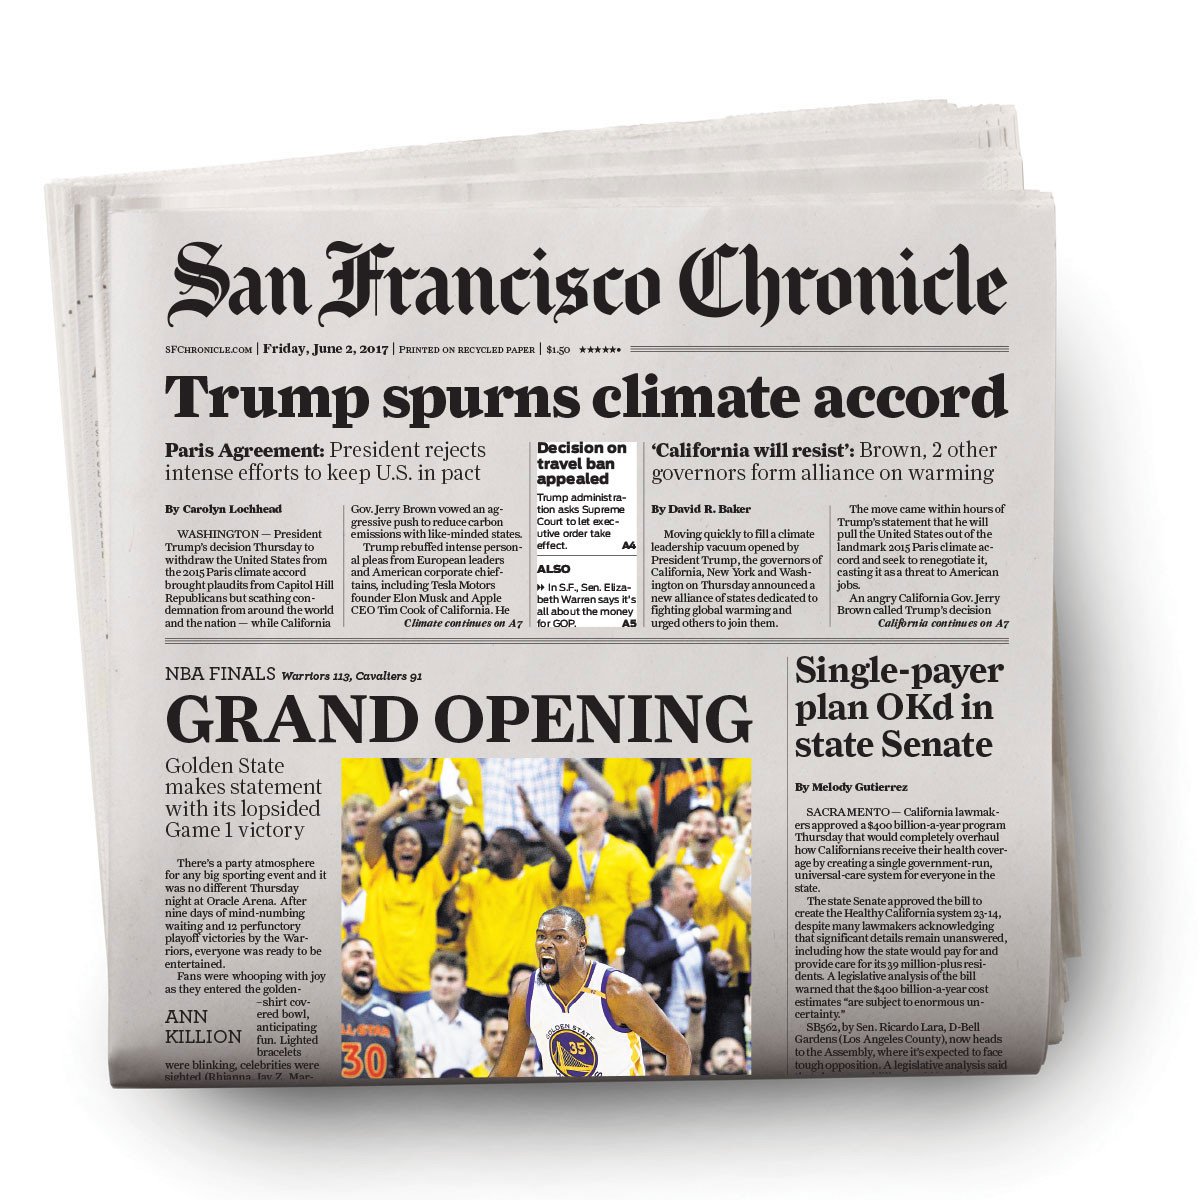 San Francisco Chronicle
SFCHRONICLE.COM | Friday, June 2, 2017 | PRINTED ON RECYCLED PAPER | $1.50 ★★★★★•
Trump spurns climate accord
Paris Agreement: President rejects
intense efforts to keep U.S. in pact
By Carolyn Lochhead
WASHINGTON — President
Trump's decision Thursday to
withdraw the United States from
the 2015 Paris climate accord
brought plaudits from Capitol Hill
Republicans but scathing con-
demnation from around the world
and the nation — while California
Gov. Jerry Brown vowed an ag-
gressive push to reduce carbon
emissions with like-minded states.
Trump rebuffed intense person-
al pleas from European leaders
and American corporate chief-
tains, including Tesla Motors
founder Elon Musk and Apple
CEO Tim Cook of California. He
Climate continues on A7
Decision on
travel ban
appealed
Trump administra-
tion asks Supreme
Court to let exec-
utive order take
effect. A4
ALSO
In S.F., Sen. Eliza-
beth Warren says it's
all about the money
for GOP. A5
'California will resist': Brown, 2 other
governors form alliance on warming
By David R. Baker
Moving quickly to fill a climate
leadership vacuum opened by
President Trump, the governors of
California, New York and Wash-
ington on Thursday announced a
new alliance of states dedicated to
fighting global warming and
urged others to join them.
The move came within hours of
Trump's statement that he will
pull the United States out of the
landmark 2015 Paris climate ac-
cord and seek to renegotiate it,
casting it as a threat to American
jobs.
An angry California Gov. Jerry
Brown called Trump's decision
California continues on A7
NBA FINALS Warriors 113, Cavaliers 91
GRAND OPENING
Golden State
makes statement
with its lopsided
Game 1 victory
There's a party atmosphere
for any big sporting event and it
was no different Thursday
night at Oracle Arena. After
nine days of mind-numbing
waiting and 12 perfunctory
playoff victories by the War-
riors, everyone was ready to be
entertained.
Fans were whooping with joy
as they entered the golden-
-shirt cov-
ered bowl,
anticipating
fun. Lighted
bracelets
ANN
KILLION
were blinking, celebrities were
sighted (Rhianna, Jay Z, Mar-
ALL-STAR
30
GOLDEN STATE
35
Single-payer
plan OKd in
state Senate
By Melody Gutierrez
SACRAMENTO — California lawmak-
ers approved a $400 billion-a-year program
Thursday that would completely overhaul
how Californians receive their health cover-
age by creating a single government-run,
universal-care system for everyone in the
state.
The state Senate approved the bill to
create the Healthy California system 23-14,
despite many lawmakers acknowledging
that significant details remain unanswered,
including how the state would pay for and
provide care for its 39 million-plus resi-
dents. A legislative analysis of the bill
warned that the $400 billion-a-year cost
estimates "are subject to enormous un-
certainty."
SB562, by Sen. Ricardo Lara, D-Bell
Gardens (Los Angeles County), now heads
to the Assembly, where it's expected to face
tough opposition. A legislative analysis said